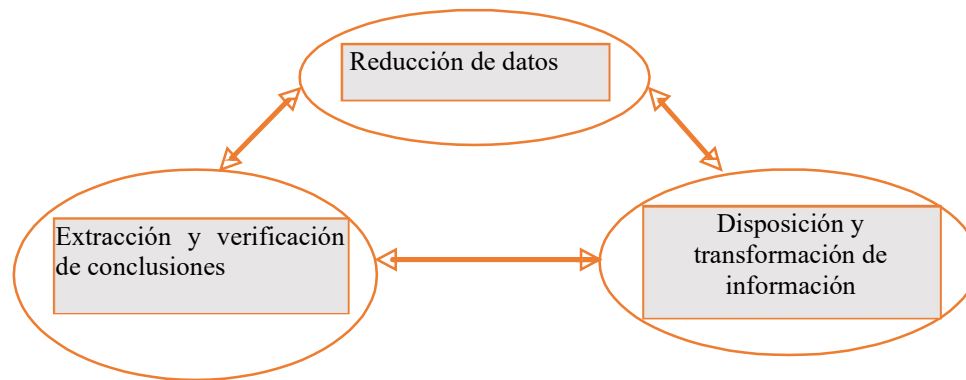 Reducción de datos
Extracción y verificación
de conclusiones
Disposición y
transformación de
información